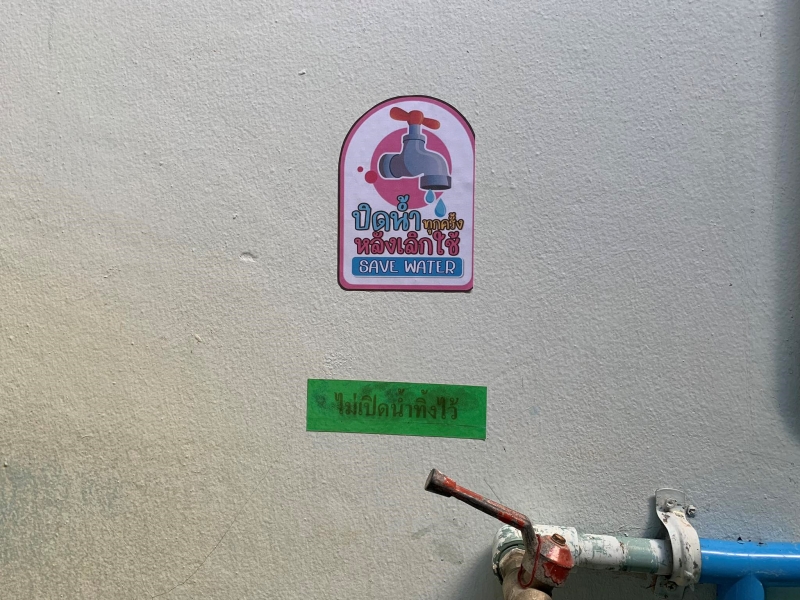 ปิดน้ำ ทุกครั้ง
หลังเลิกใช้
SAVE WATER
ไม่เปิดน้ำทิ้งไว้